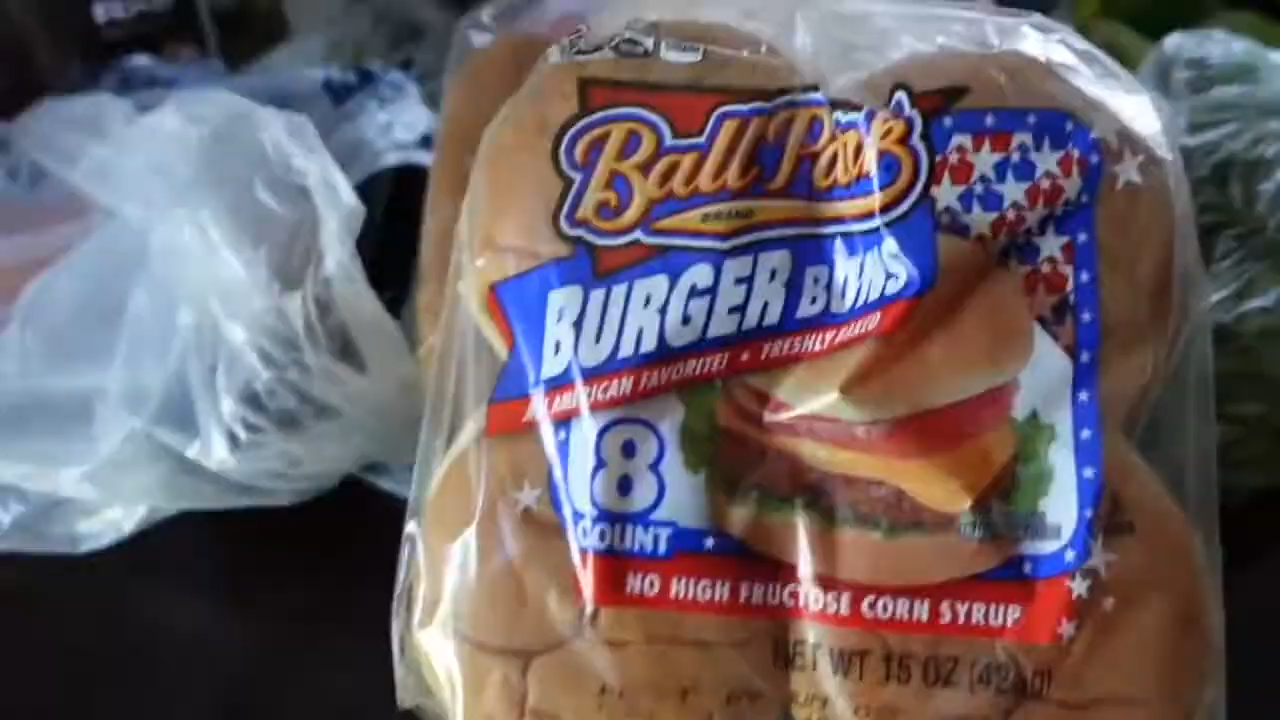 Ball Park
BRAND
BURGER BUNS
AN AMERICAN FAVORITE! • FRESHLY BAKED
8
COUNT
NO HIGH FRUCTOSE CORN SYRUP
NET WT 15 OZ